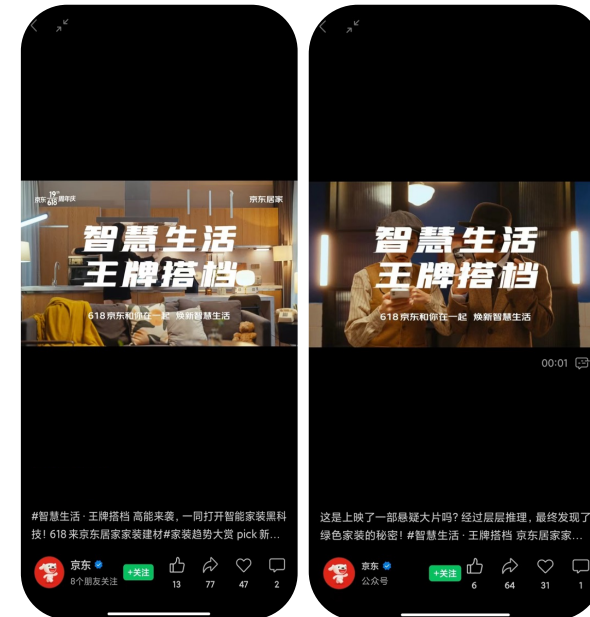 京东 19th 618 周年庆
京东居家
智慧生活
王牌搭档
618京东和你在一起 焕新智慧生活
#智慧生活 · 王牌搭档 高能来袭，一同打开智能家装黑科
技！618 来京东居家家装建材#家装趋势大赏 pick 新...
京东
8个朋友关注
+关注
13
77
47
2
智慧生活
王牌搭档
618京东和你在一起 焕新智慧生活
00:01
这是上映了一部悬疑大片吗？经过层层推理，最终发现了
绿色家装的秘密！#智慧生活 · 王牌搭档 京东居家家...
京东
公众号
+关注
6
64
31
1